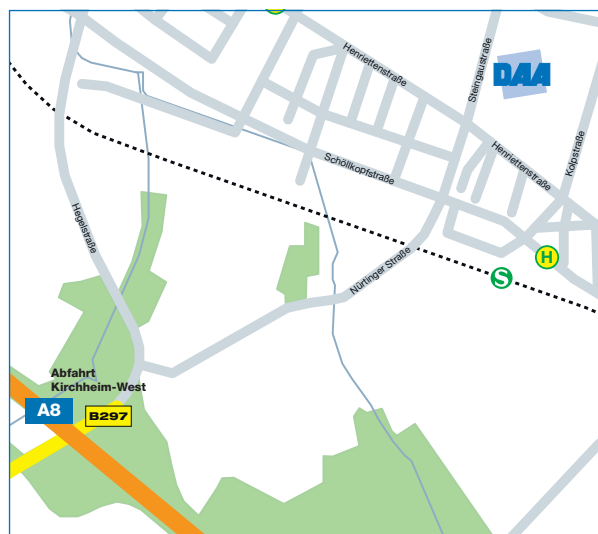 Henriettenstraße
Steingaustraße
DAA
Kolpstraße
Henriettenstraße
Schöllkopfstraße
Hegelstraße
Nürtinger Straße
H
S
Abfahrt
Kirchheim-West
A8
B297